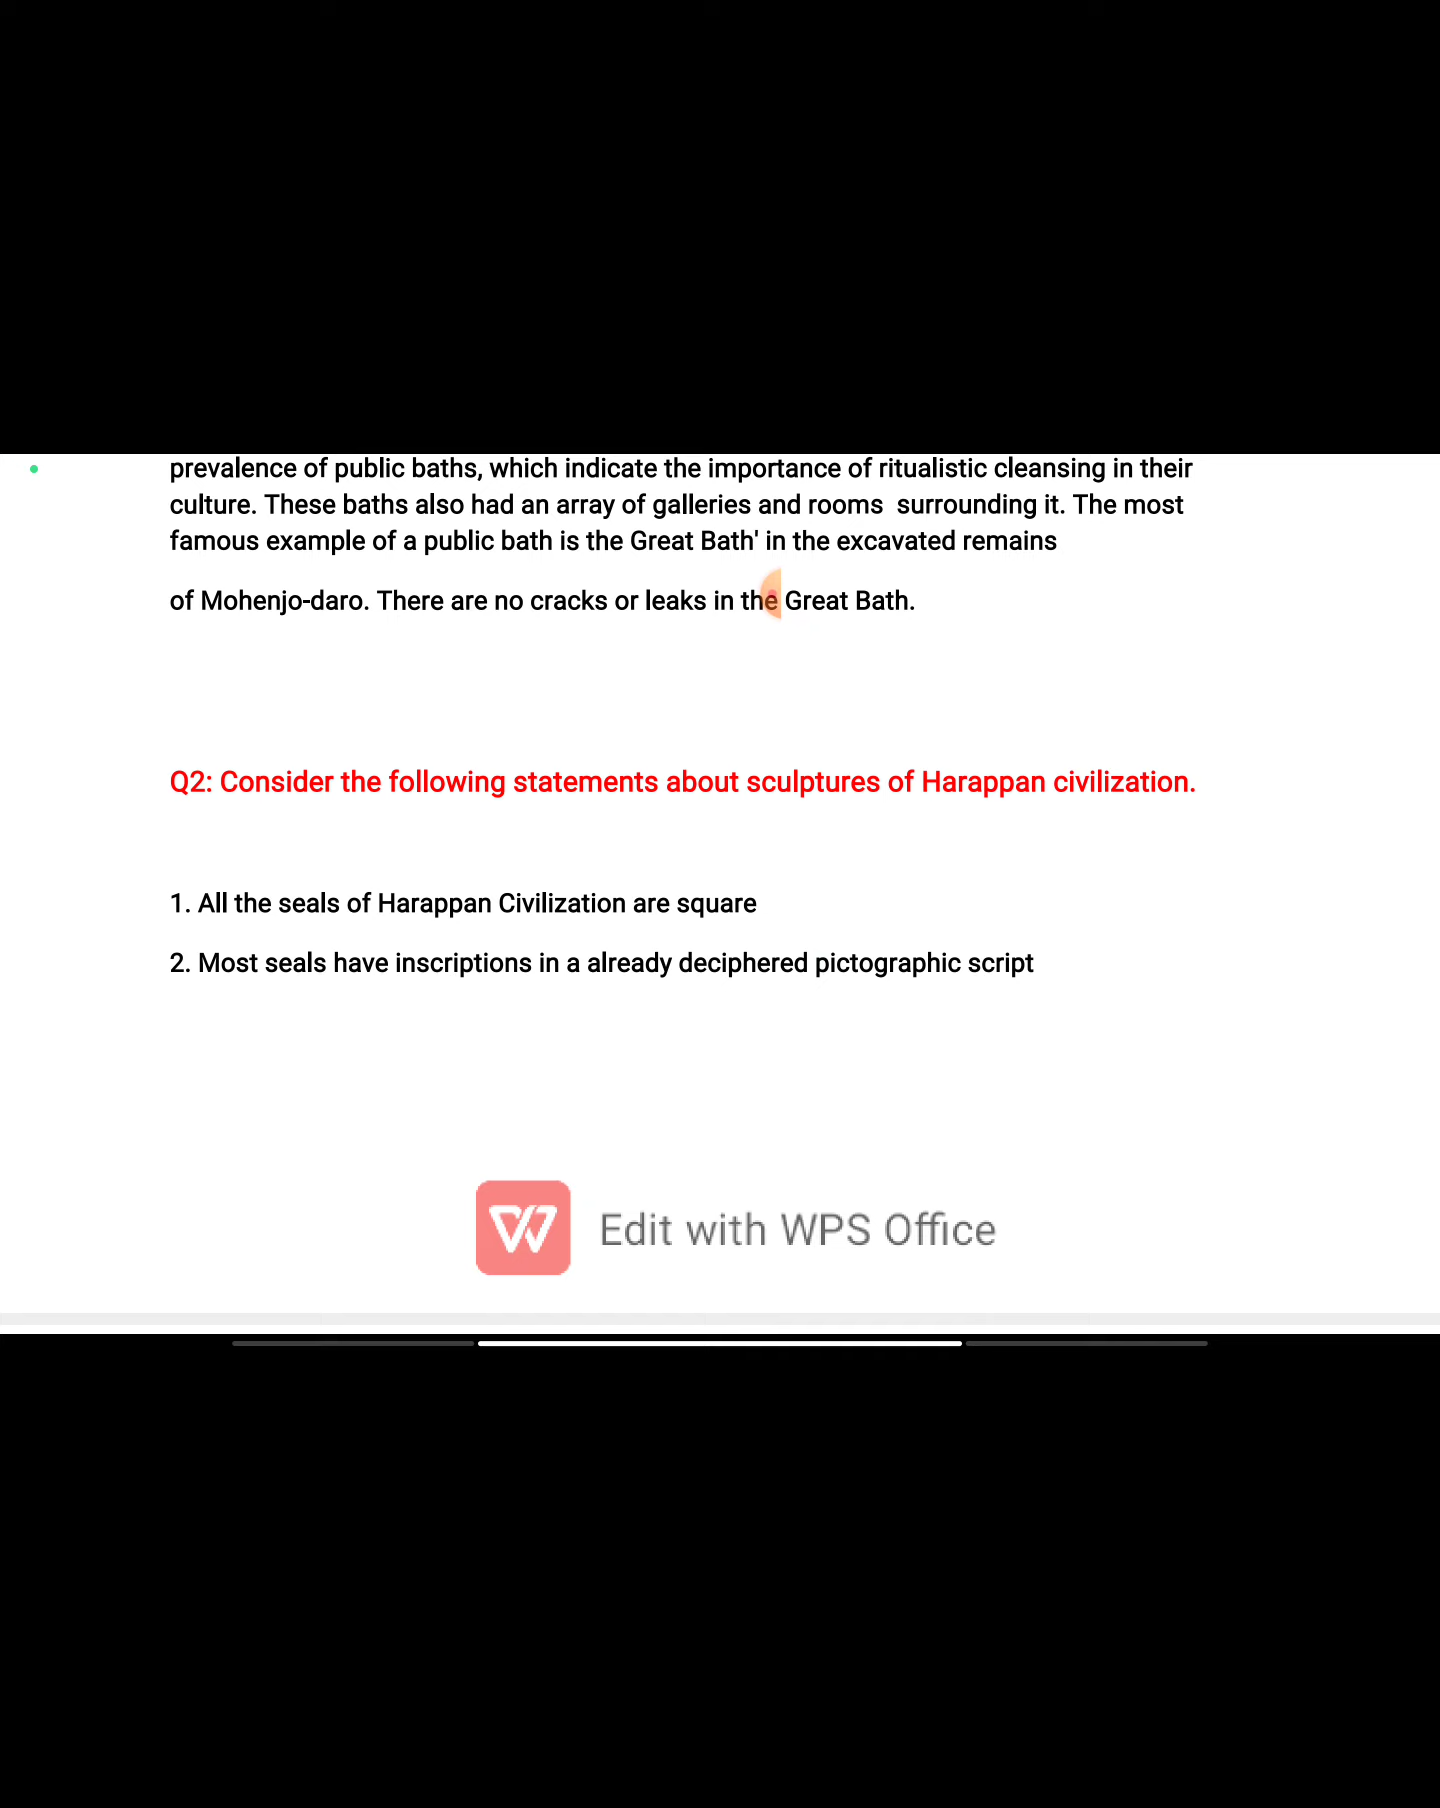 prevalence of public baths, which indicate the importance of ritualistic cleansing in their
culture. These baths also had an array of galleries and rooms surrounding it. The most
famous example of a public bath is the Great Bath' in the excavated remains
of Mohenjo-daro. There are no cracks or leaks in the Great Bath.
Q2: Consider the following statements about sculptures of Harappan civilization.
1. All the seals of Harappan Civilization are square
2. Most seals have inscriptions in a already deciphered pictographic script
Edit with WPS Office